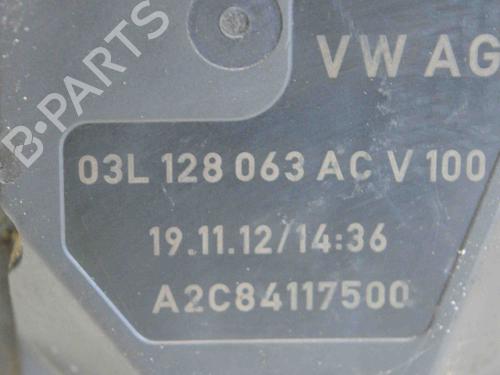 B-PARTS
VW AG
03L 128 063 AC V 100
19.11.12/14:36
A2C84117500